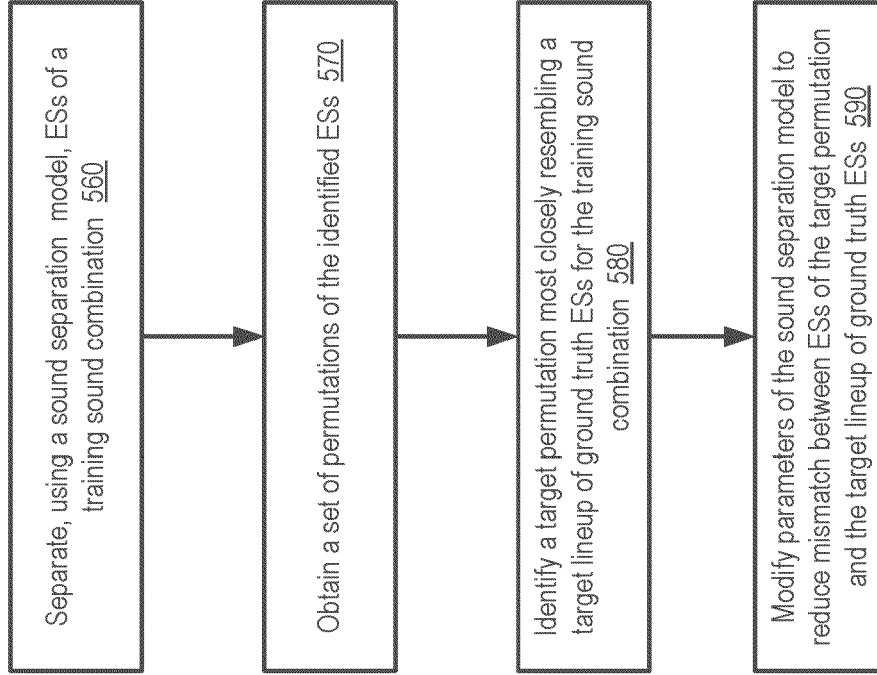 Separate, using a sound separation model, ESs of a
training sound combination 560
Obtain a set of permutations of the identified ESs 570
Identify a target permutation most closely resembling a
target lineup of ground truth ESs for the training sound
combination 580
Modify parameters of the sound separation model to
reduce mismatch between ESs of the target permutation
and the target lineup of ground truth ESs 590